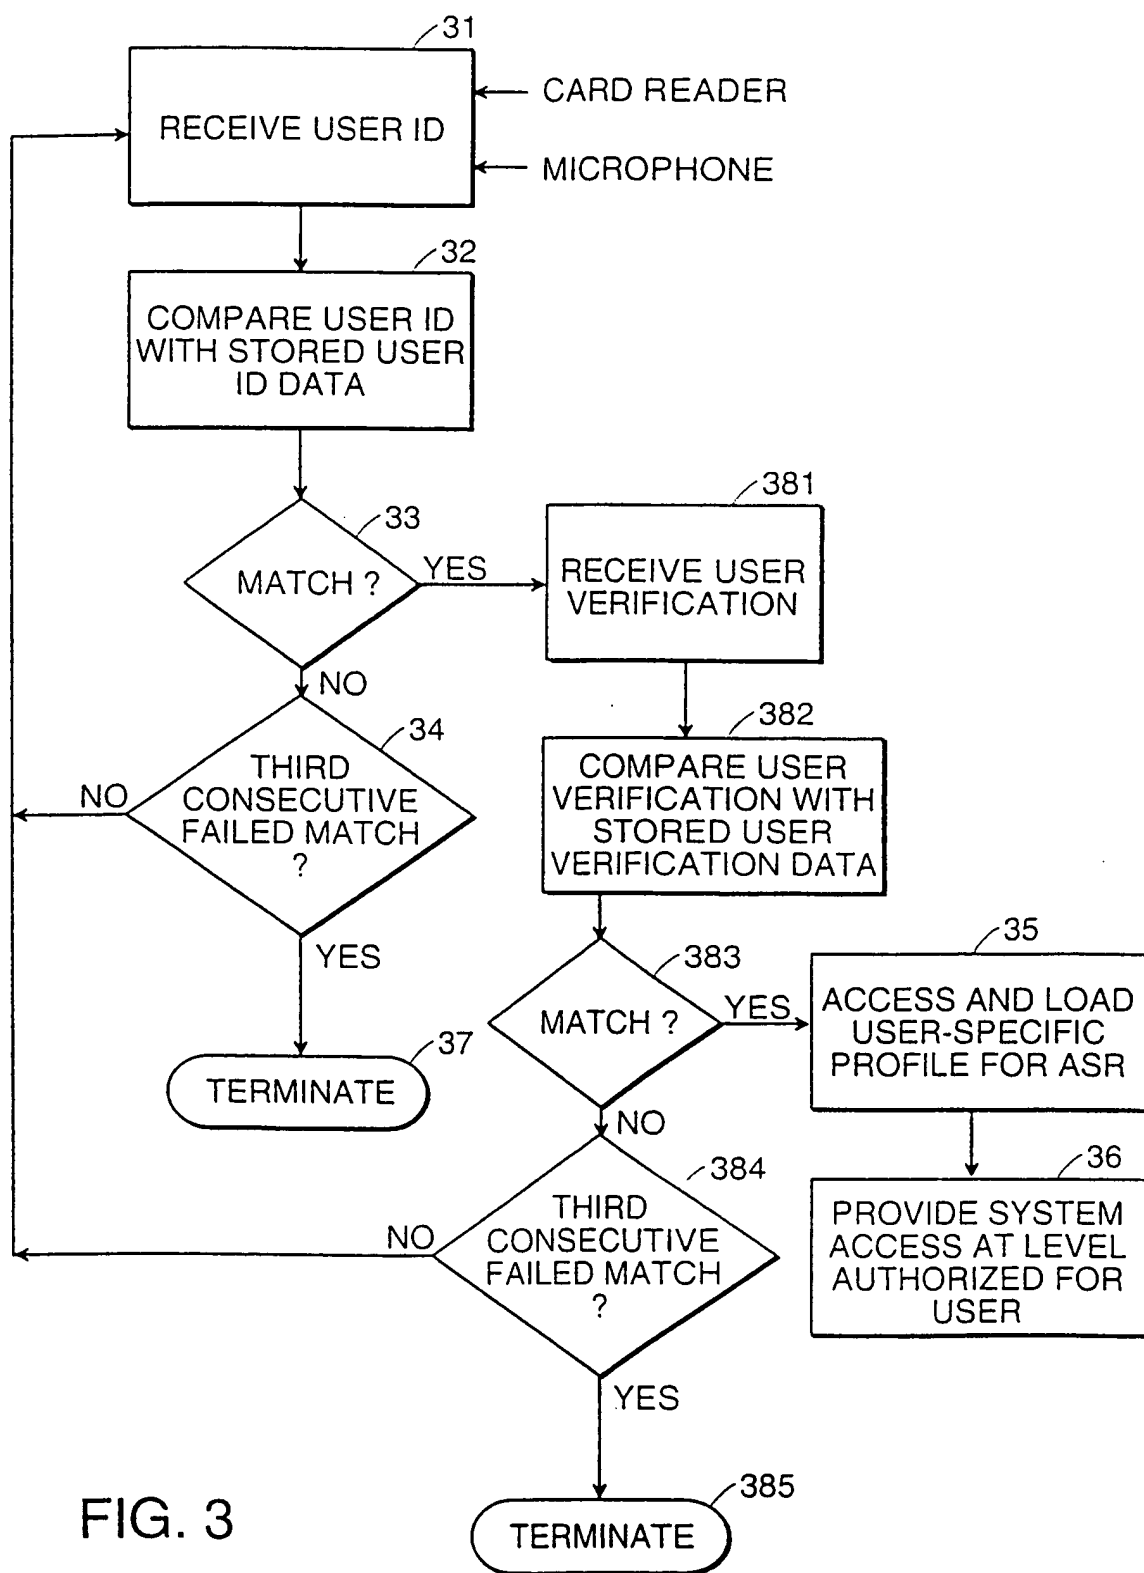 31
RECEIVE USER ID
CARD READER
MICROPHONE
32
COMPARE USER ID
WITH STORED USER
ID DATA
33
MATCH ?
YES
NO
381
RECEIVE USER
VERIFICATION
34
THIRD
CONSECUTIVE
FAILED MATCH
?
NO
YES
382
COMPARE USER
VERIFICATION WITH
STORED USER
VERIFICATION DATA
37
TERMINATE
383
MATCH ?
YES
NO
35
ACCESS AND LOAD
USER-SPECIFIC
PROFILE FOR ASR
36
PROVIDE SYSTEM
ACCESS AT LEVEL
AUTHORIZED FOR
USER
384
THIRD
CONSECUTIVE
FAILED MATCH
?
NO
YES
385
TERMINATE
FIG. 3